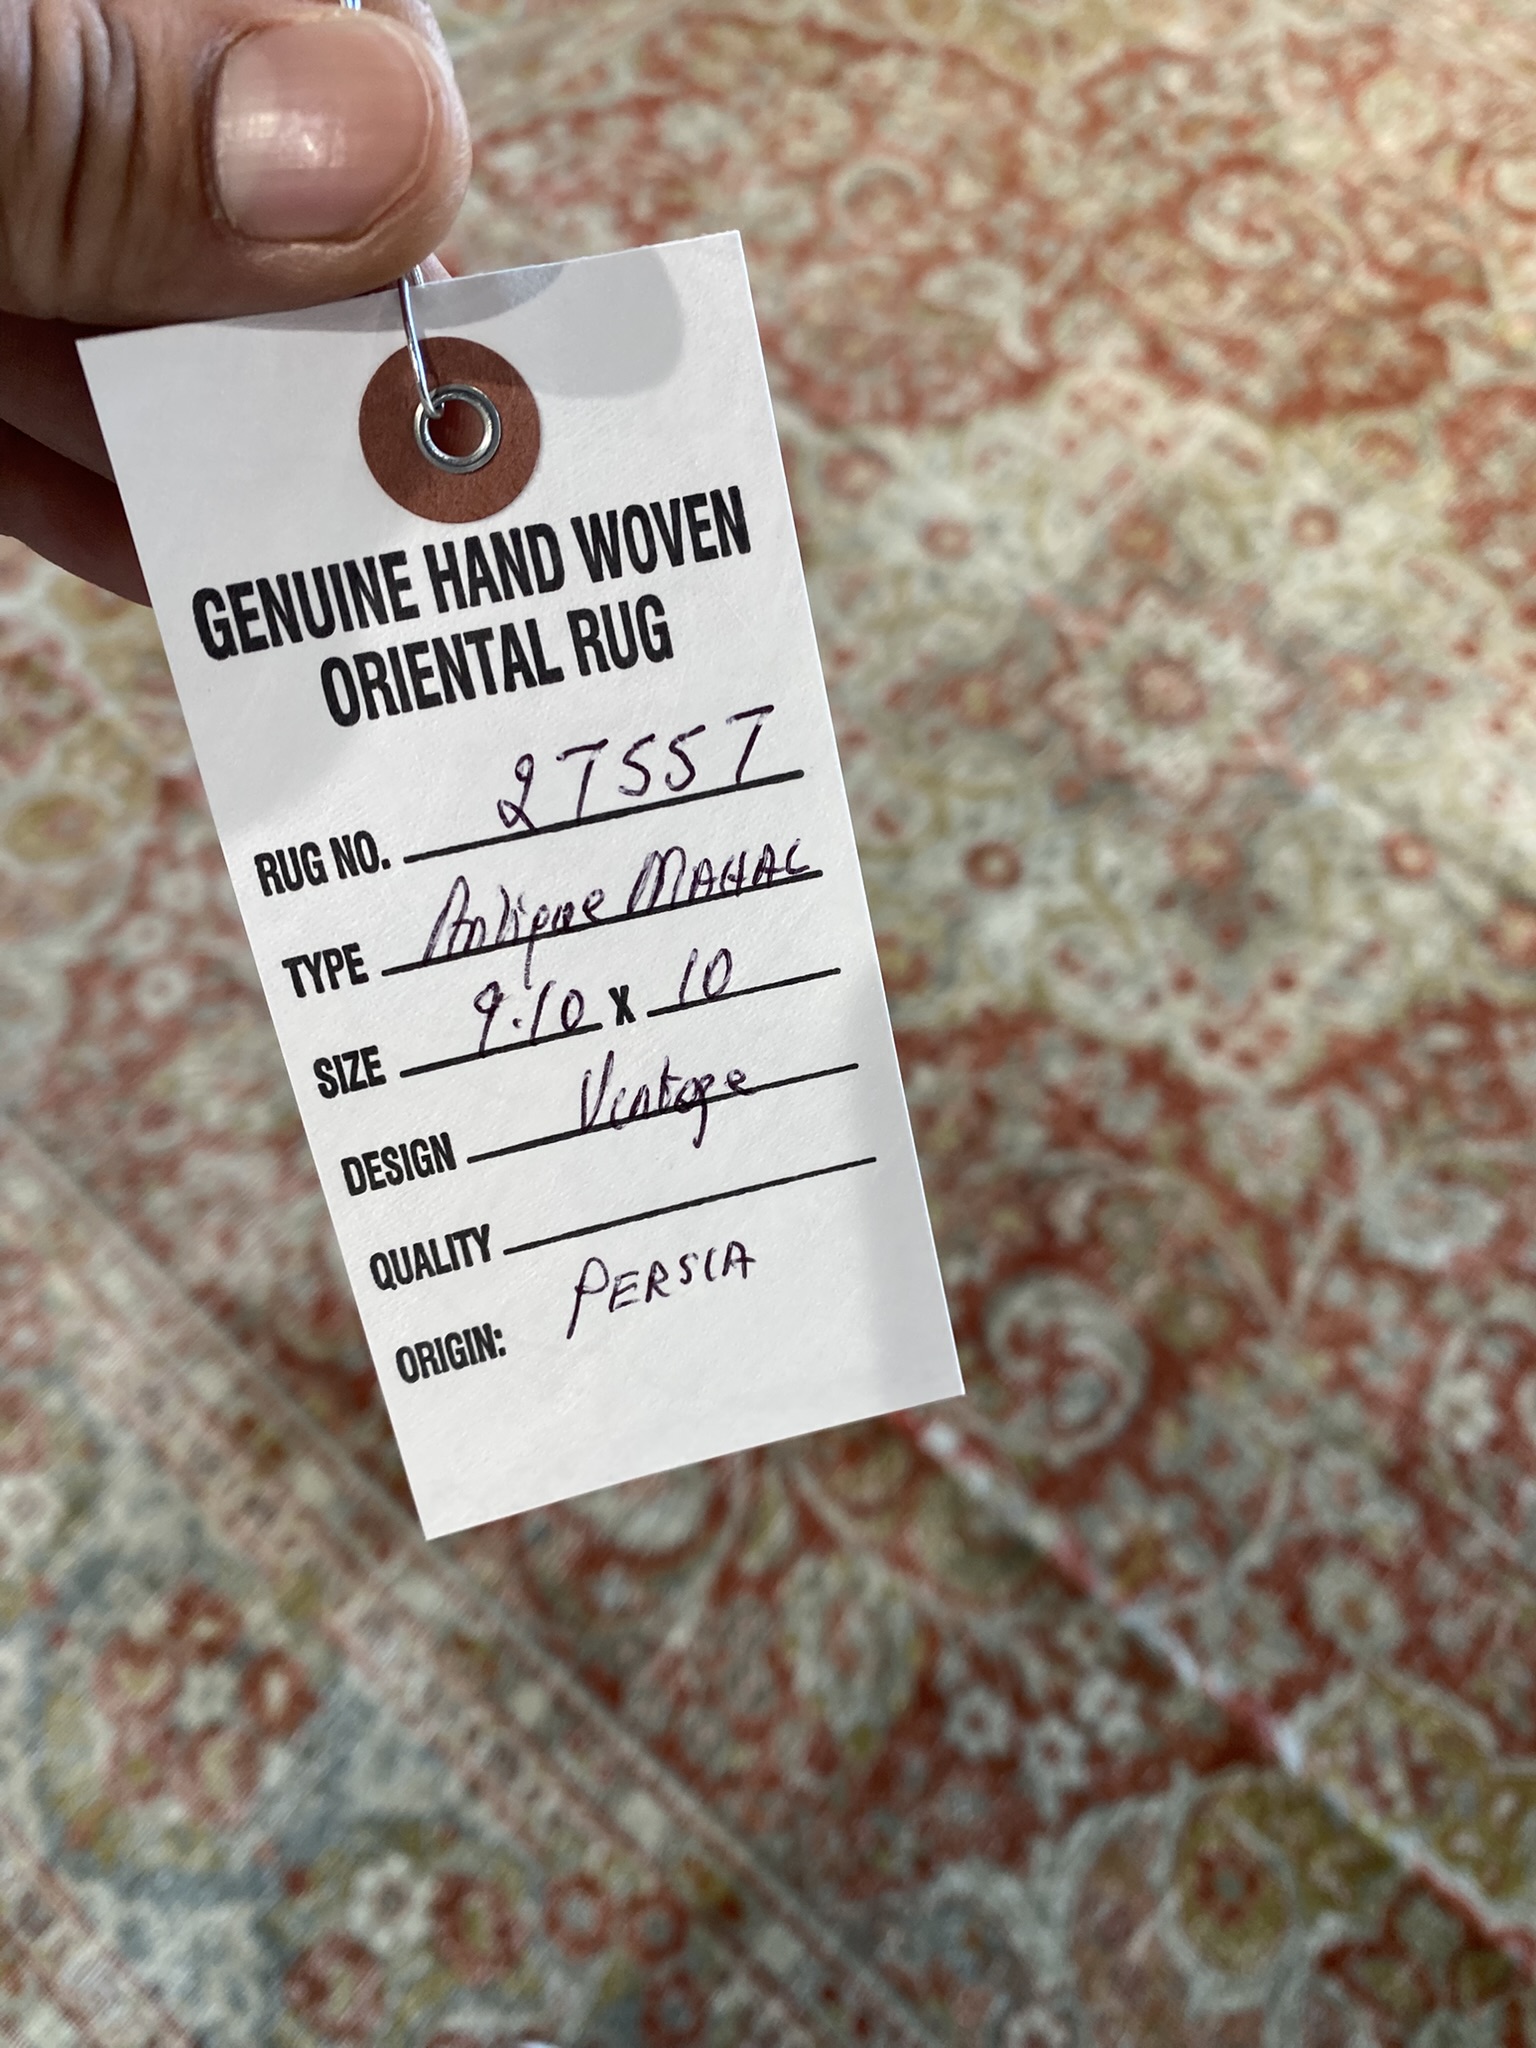 GENUINE HAND WOVEN
ORIENTAL RUG
RUG NO. 27557
TYPE Antique MAHAL
SIZE 9.10 X 10
DESIGN Vintage
QUALITY
ORIGIN: PERSIA